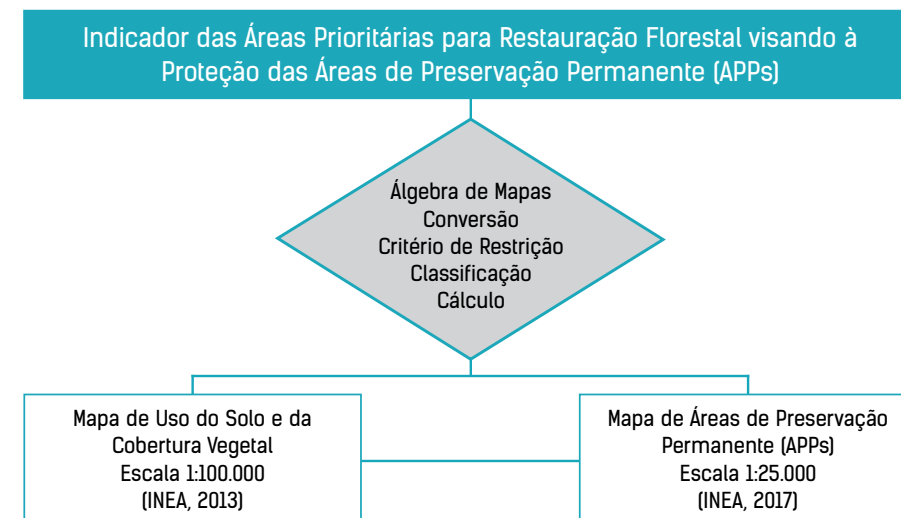 Indicador das Áreas Prioritárias para Restauração Florestal visando à
Proteção das Áreas de Preservação Permanente (APPs)
Álgebra de Mapas
Conversão
Critério de Restrição
Classificação
Cálculo
Mapa de Uso do Solo e da
Cobertura Vegetal
Escala 1:100.000
(INEA, 2013)
Mapa de Áreas de Preservação
Permanente (APPs)
Escala 1:25.000
(INEA, 2017)